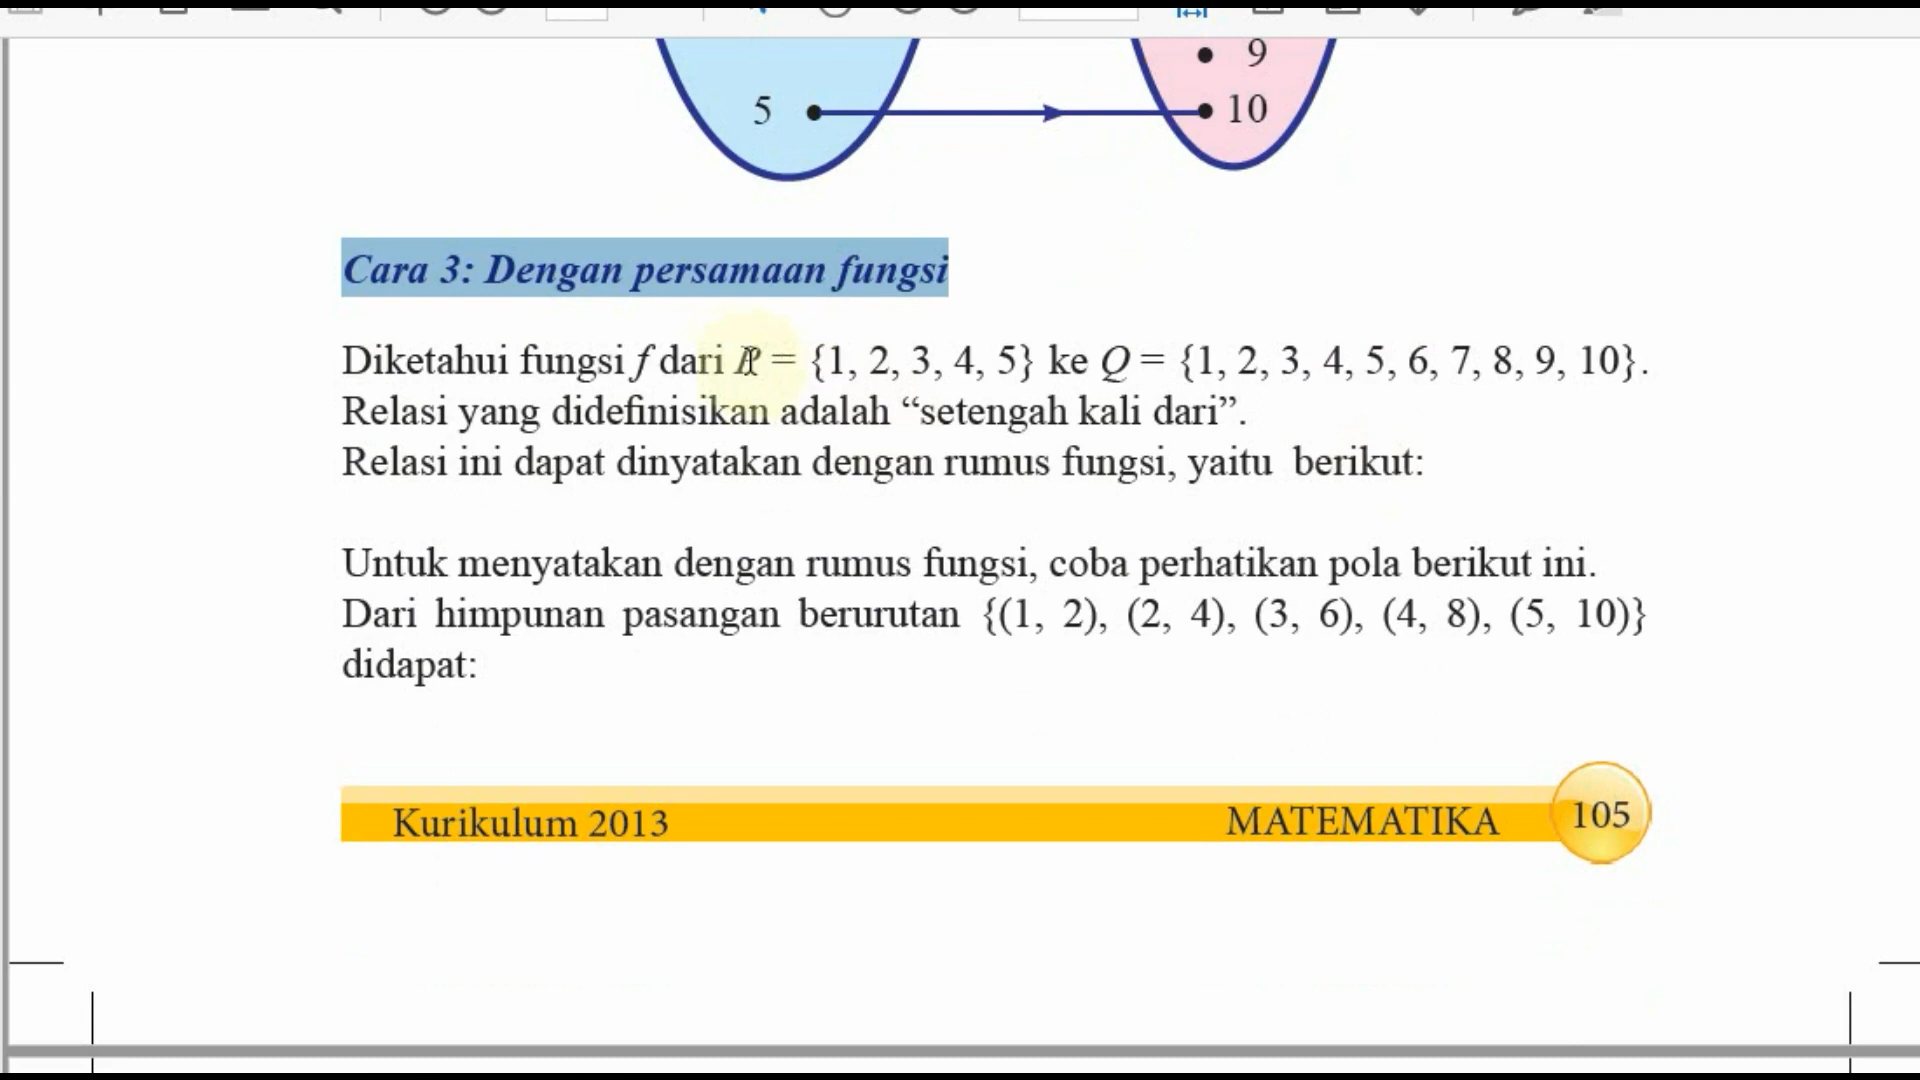 9
5 10
Cara 3: Dengan persamaan fungsi
Diketahui fungsi f dari P = {1, 2, 3, 4, 5} ke Q = {1, 2, 3, 4, 5, 6, 7, 8, 9, 10}.
Relasi yang didefinisikan adalah “setengah kali dari”.
Relasi ini dapat dinyatakan dengan rumus fungsi, yaitu berikut:
Untuk menyatakan dengan rumus fungsi, coba perhatikan pola berikut ini.
Dari himpunan pasangan berurutan {(1, 2), (2, 4), (3, 6), (4, 8), (5, 10)}
didapat:
Kurikulum 2013 MATEMATIKA 105